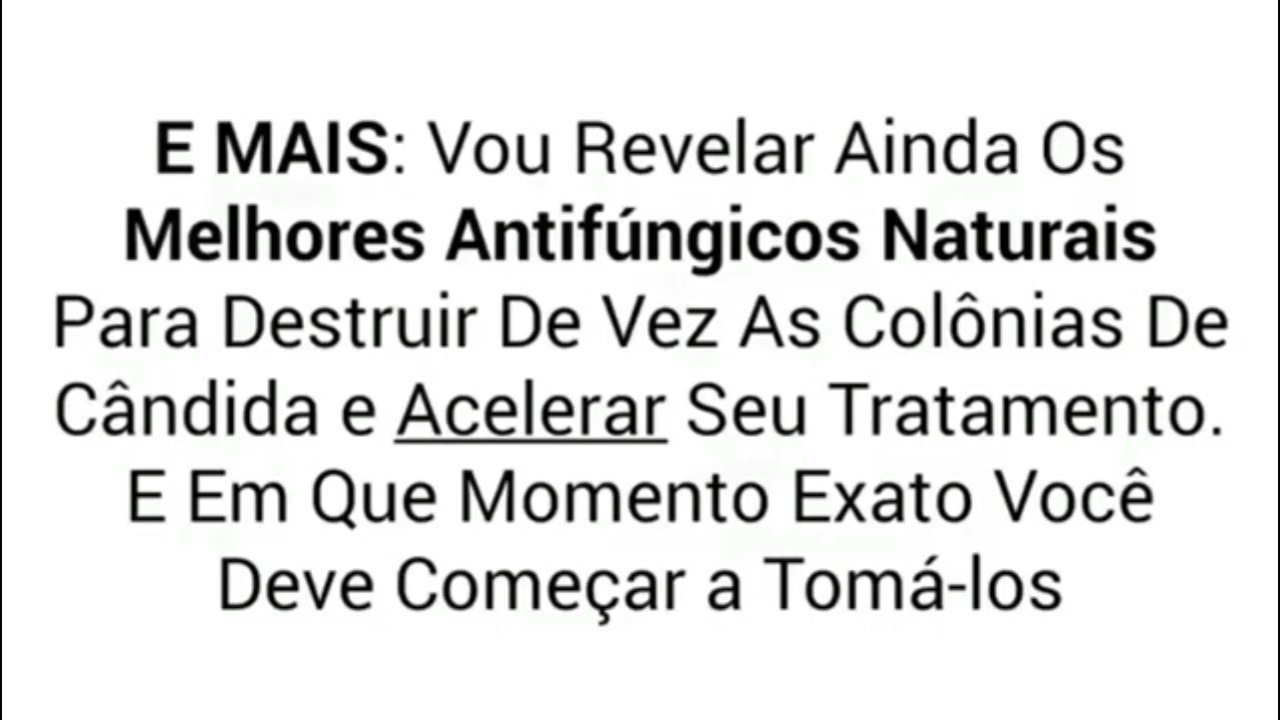 E MAIS: Vou Revelar Ainda Os
Melhores Antifúngicos Naturais
Para Destruir De Vez As Colônias De
Cândida e Acelerar Seu Tratamento.
E Em Que Momento Exato Você
Deve Começar a Tomá-los